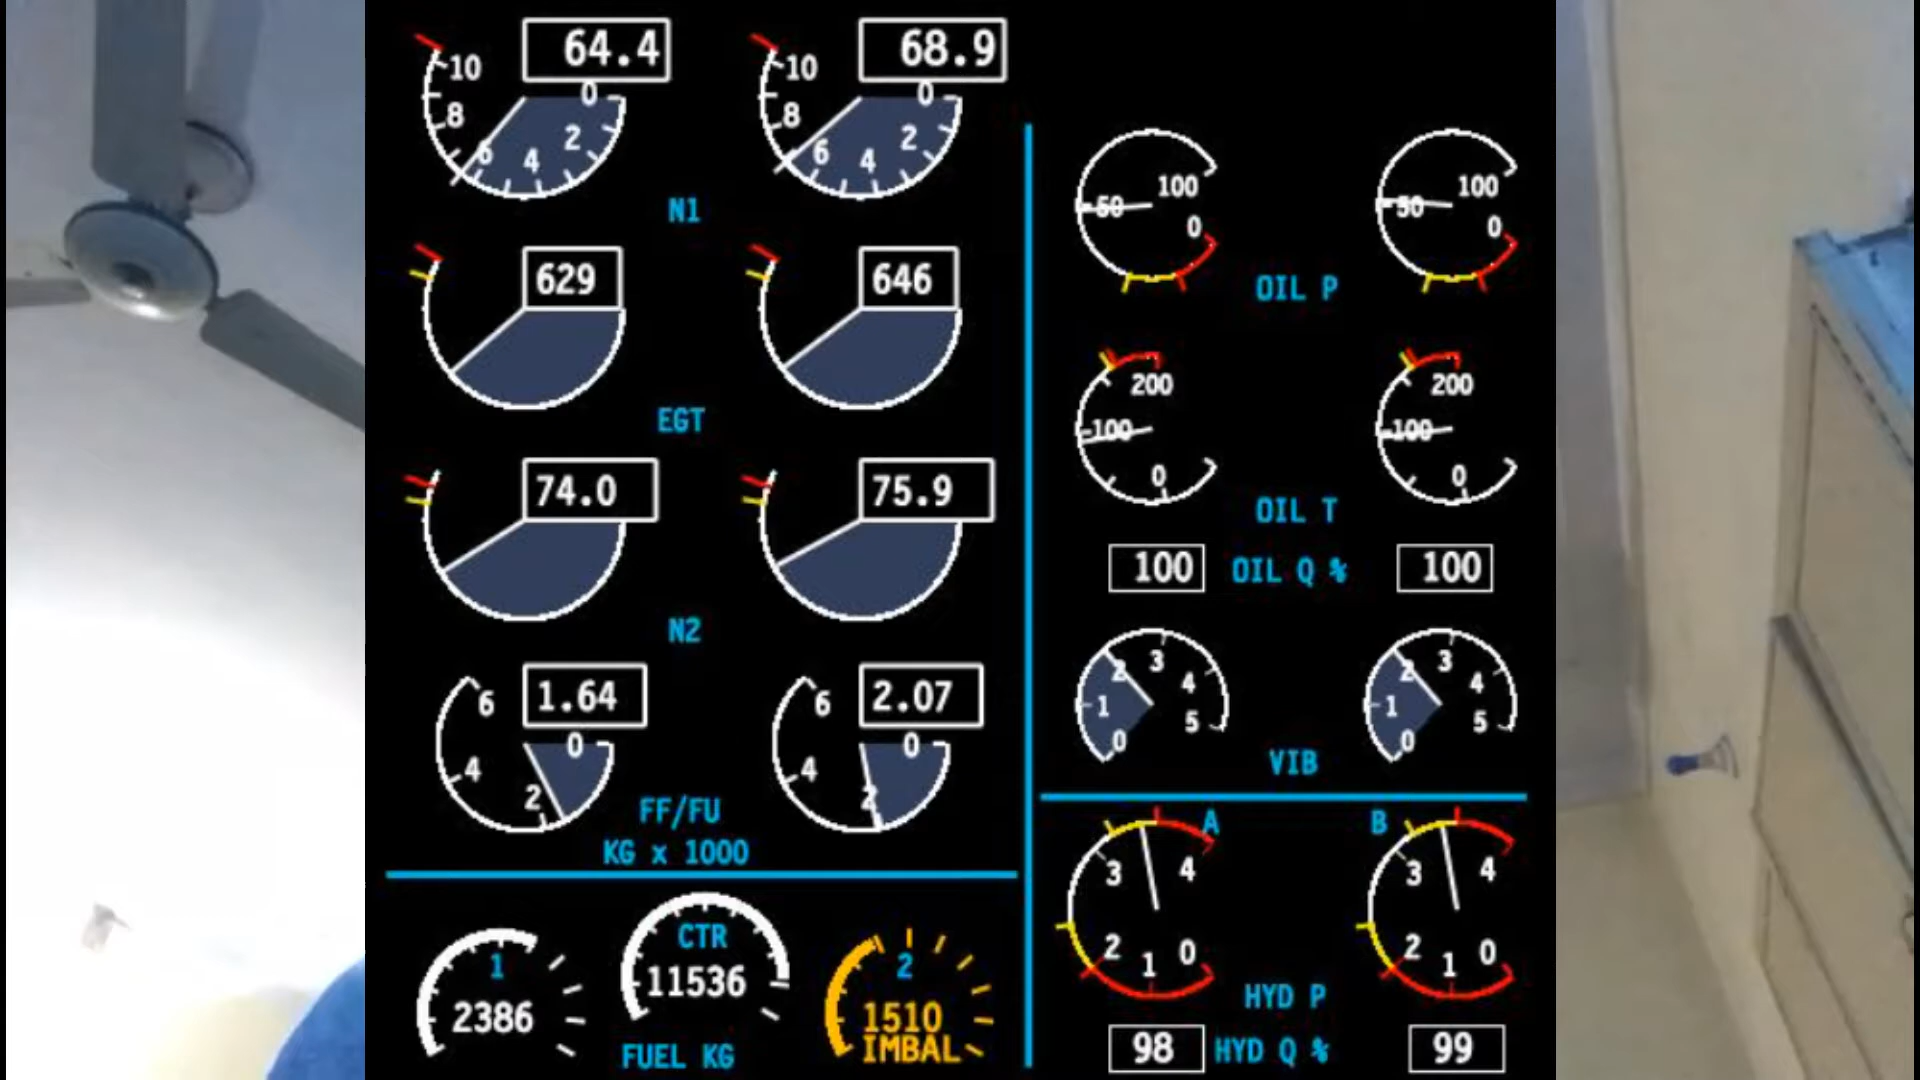 64.4 68.9
10 8 6 4 2 0
10 8 6 4 2 0
N1
629 646
EGT
74.0 75.9
N2
1.64 2.07
6 4 2 0
6 4 2 0
FF/FU
KG x 1000
1
2386
CTR
11536
2
1510
IMBAL
FUEL KG
100 50 0
100 50 0
OIL P
200 100 0
200 100 0
OIL T
100 OIL Q % 100
0 1 2 3 4 5
0 1 2 3 4 5
VIB
A B
4 3 2 1 0
4 3 2 1 0
HYD P
98 HYD Q % 99